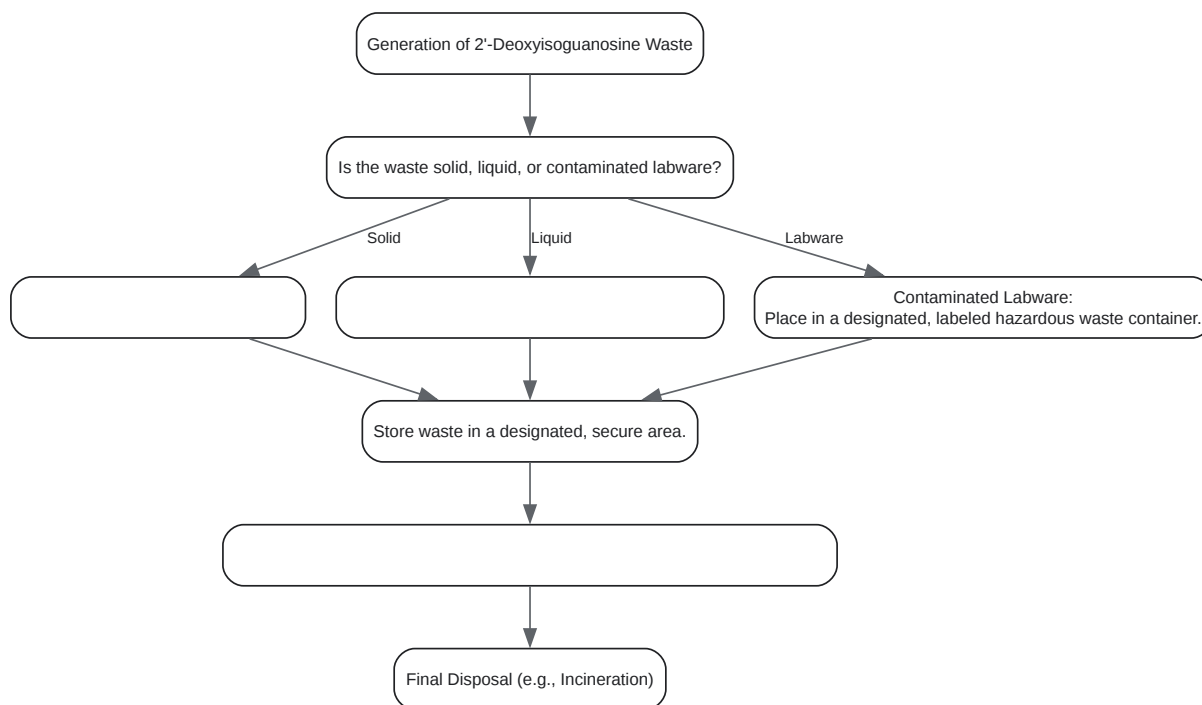 Generation of 2'-Deoxyisoguanosine Waste
Is the waste solid, liquid, or contaminated labware?
Solid
Liquid
Labware
Contaminated Labware:
Place in a designated, labeled hazardous waste container.
Store waste in a designated, secure area.
Final Disposal (e.g., Incineration)